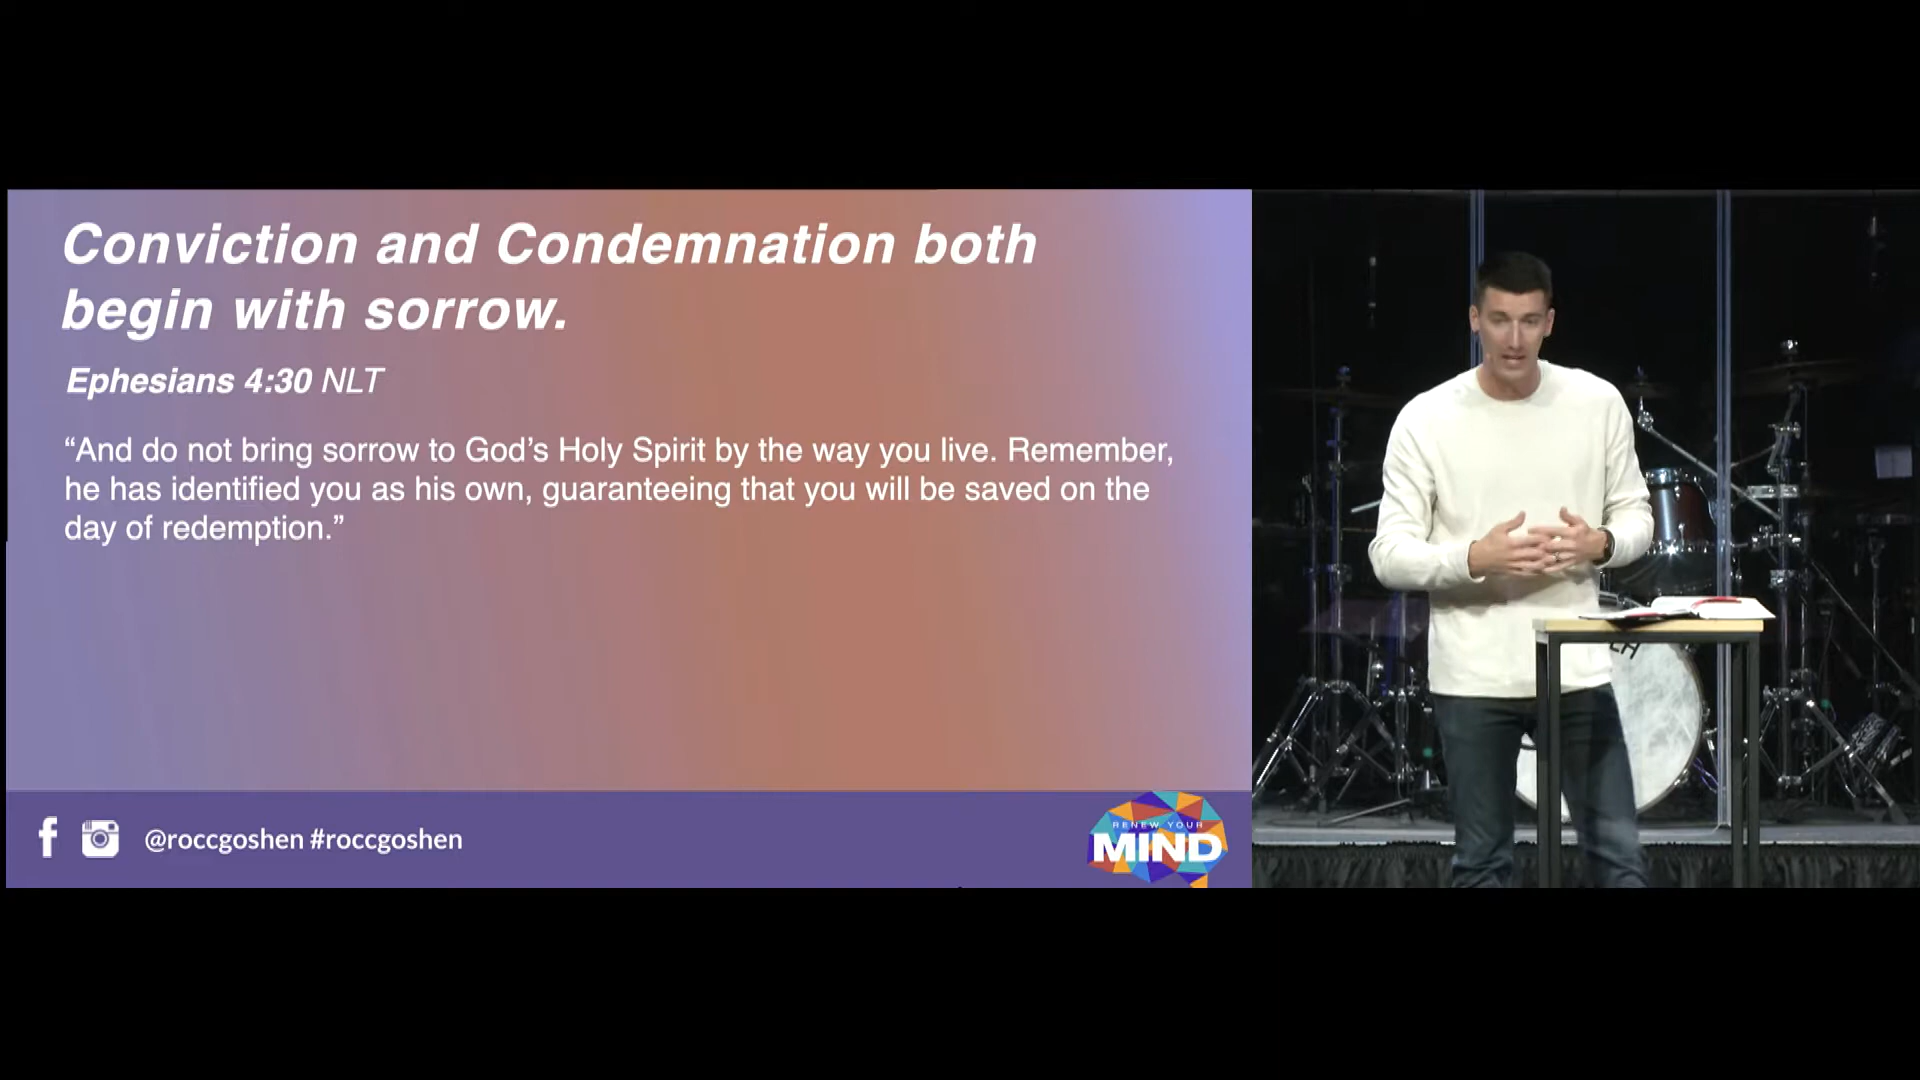 Conviction and Condemnation both
begin with sorrow.
Ephesians 4:30 NLT
“And do not bring sorrow to God’s Holy Spirit by the way you live. Remember,
he has identified you as his own, guaranteeing that you will be saved on the
day of redemption.”
@roccgoshen #roccgoshen
RENEW YOUR
MIND